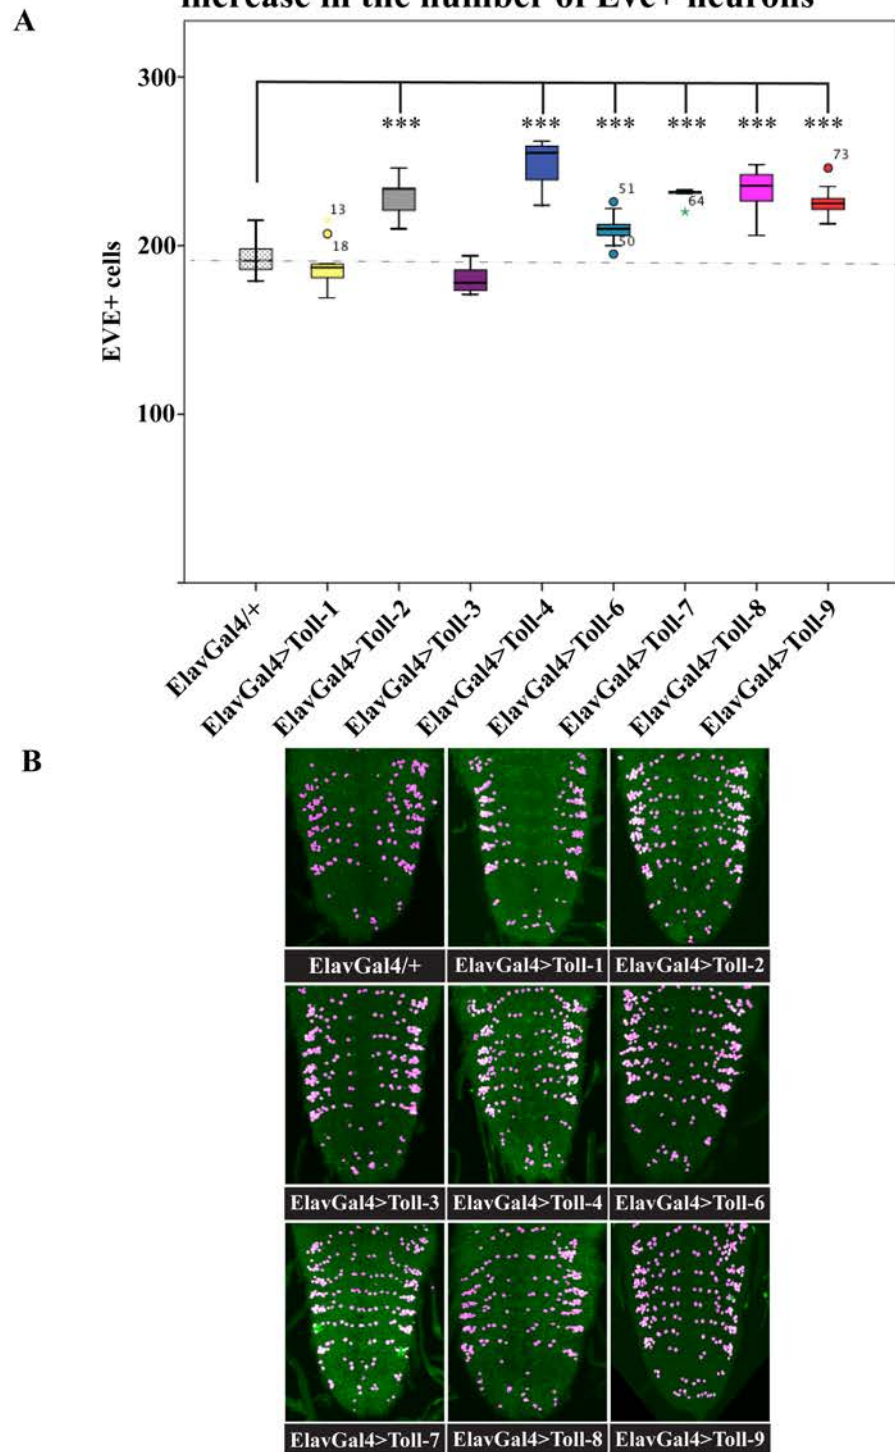 increase in the number of Eve+ neurons
A
300
200
100
EVE+ cells
***
***
***
***
***
***
13
18
51
50
64
73
ElavGal4/+
ElavGal4>Toll-1
ElavGal4>Toll-2
ElavGal4>Toll-3
ElavGal4>Toll-4
ElavGal4>Toll-6
ElavGal4>Toll-7
ElavGal4>Toll-8
ElavGal4>Toll-9
B
ElavGal4/+
ElavGal4>Toll-1
ElavGal4>Toll-2
ElavGal4>Toll-3
ElavGal4>Toll-4
ElavGal4>Toll-6
ElavGal4>Toll-7
ElavGal4>Toll-8
ElavGal4>Toll-9